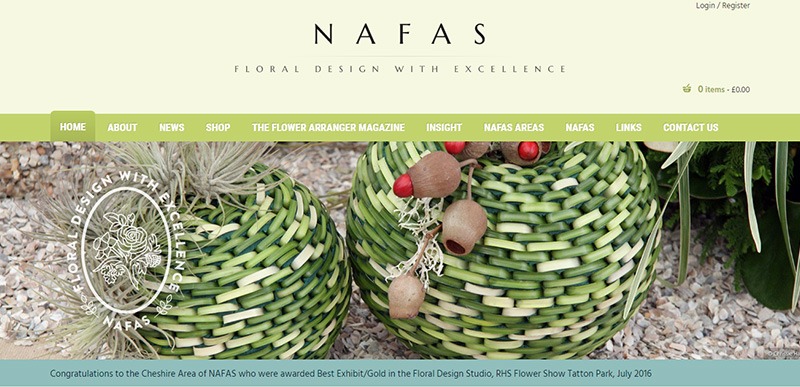 Login / Register
NAFAS
FLORAL DESIGN WITH EXCELLENCE
0 items - £0.00
HOME ABOUT NEWS SHOP THE FLOWER ARRANGER MAGAZINE INSIGHT NAFAS AREAS NAFAS LINKS CONTACT US
FLORAL DESIGN WITH EXCELLENCE
NAFAS
Congratulations to the Cheshire Area of NAFAS who were awarded Best Exhibit/Gold in the Floral Design Studio, RHS Flower Show Tatton Park, July 2016